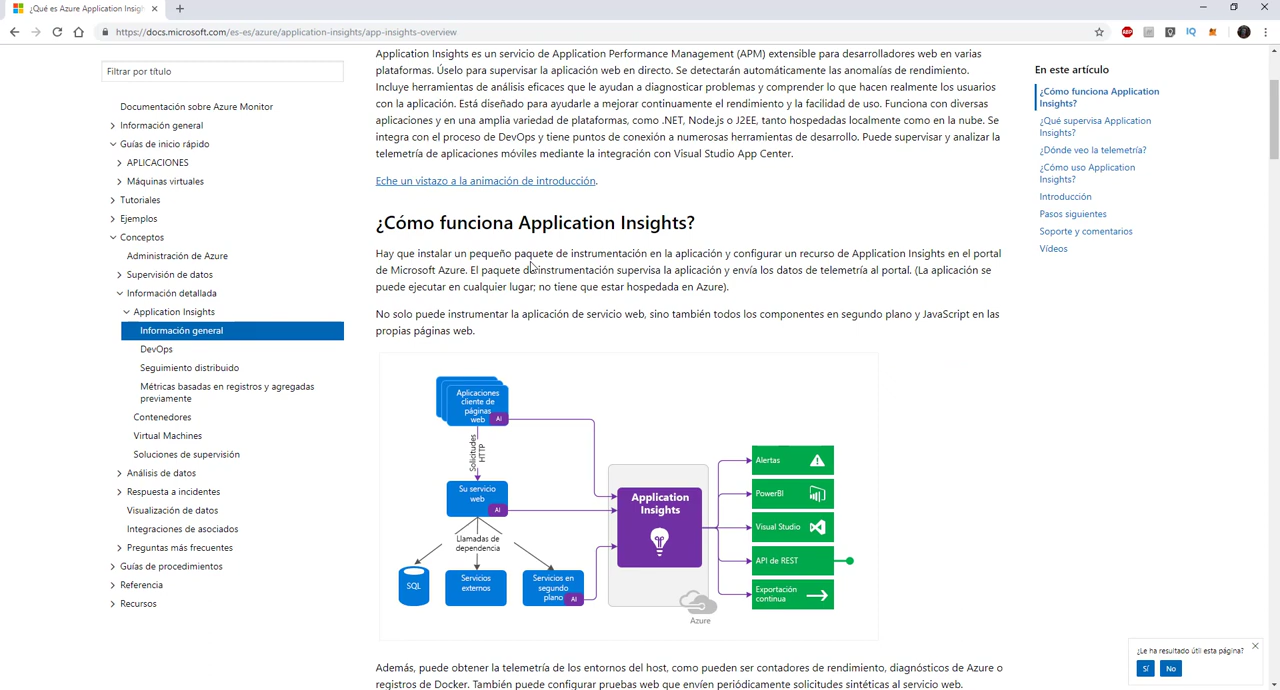 ¿Qué es Azure Application Insigh
https://docs.microsoft.com/es-es/azure/application-insights/app-insights-overview
ABP
IQ
Filtrar por título
Documentación sobre Azure Monitor
Información general
Guías de inicio rápido
APLICACIONES
Máquinas virtuales
Tutoriales
Ejemplos
Conceptos
Administración de Azure
Supervisión de datos
Información detallada
Application Insights
Información general
DevOps
Seguimiento distribuido
Métricas basadas en registros y agregadas
previamente
Contenedores
Virtual Machines
Soluciones de supervisión
Análisis de datos
Respuesta a incidentes
Visualización de datos
Integraciones de asociados
Preguntas más frecuentes
Guías de procedimientos
Referencia
Recursos
Application Insights es un servicio de Application Performance Management (APM) extensible para desarrolladores web en varias
plataformas. Úselo para supervisar la aplicación web en directo. Se detectarán automáticamente las anomalías de rendimiento.
Incluye herramientas de análisis eficaces que le ayudan a diagnosticar problemas y comprender lo que hacen realmente los usuarios
con la aplicación. Está diseñado para ayudarle a mejorar continuamente el rendimiento y la facilidad de uso. Funciona con diversas
aplicaciones y en una amplia variedad de plataformas, como .NET, Node.js o J2EE, tanto hospedadas localmente como en la nube. Se
integra con el proceso de DevOps y tiene puntos de conexión a numerosas herramientas de desarrollo. Puede supervisar y analizar la
telemetría de aplicaciones móviles mediante la integración con Visual Studio App Center.
Eche un vistazo a la animación de introducción.
¿Cómo funciona Application Insights?
Hay que instalar un pequeño paquete de instrumentación en la aplicación y configurar un recurso de Application Insights en el portal
de Microsoft Azure. El paquete de instrumentación supervisa la aplicación y envía los datos de telemetría al portal. (La aplicación se
puede ejecutar en cualquier lugar; no tiene que estar hospedada en Azure).
No solo puede instrumentar la aplicación de servicio web, sino también todos los componentes en segundo plano y JavaScript en las
propias páginas web.
Aplicaciones
cliente de
páginas
web
AI
Solicitudes
HTTP
Su servicio
web
AI
Llamadas de
dependencia
SQL
Servicios
externos
Servicios en
segundo
plano
AI
Application
Insights
Azure
Alertas
PowerBI
Visual Studio
API de REST
Exportación
continua
Además, puede obtener la telemetría de los entornos del host, como pueden ser contadores de rendimiento, diagnósticos de Azure o
registros de Docker. También puede configurar pruebas web que envíen periódicamente solicitudes sintéticas al servicio web.
En este artículo
¿Cómo funciona Application
Insights?
¿Qué supervisa Application
Insights?
¿Dónde veo la telemetría?
¿Cómo uso Application
Insights?
Introducción
Pasos siguientes
Soporte y comentarios
Vídeos
¿Le ha resultado útil esta página?
Sí
No